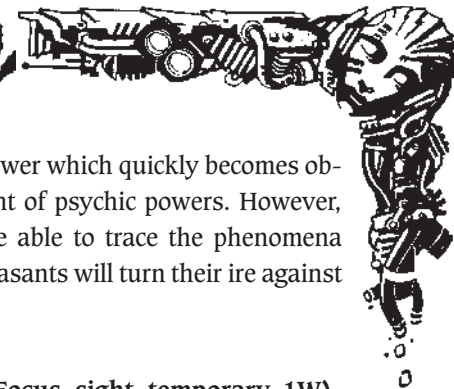 wer which quickly becomes ob-
nt of psychic powers. However,
e able to trace the phenomena
asants will turn their ire against
Focus, sight, temporary, 1W)